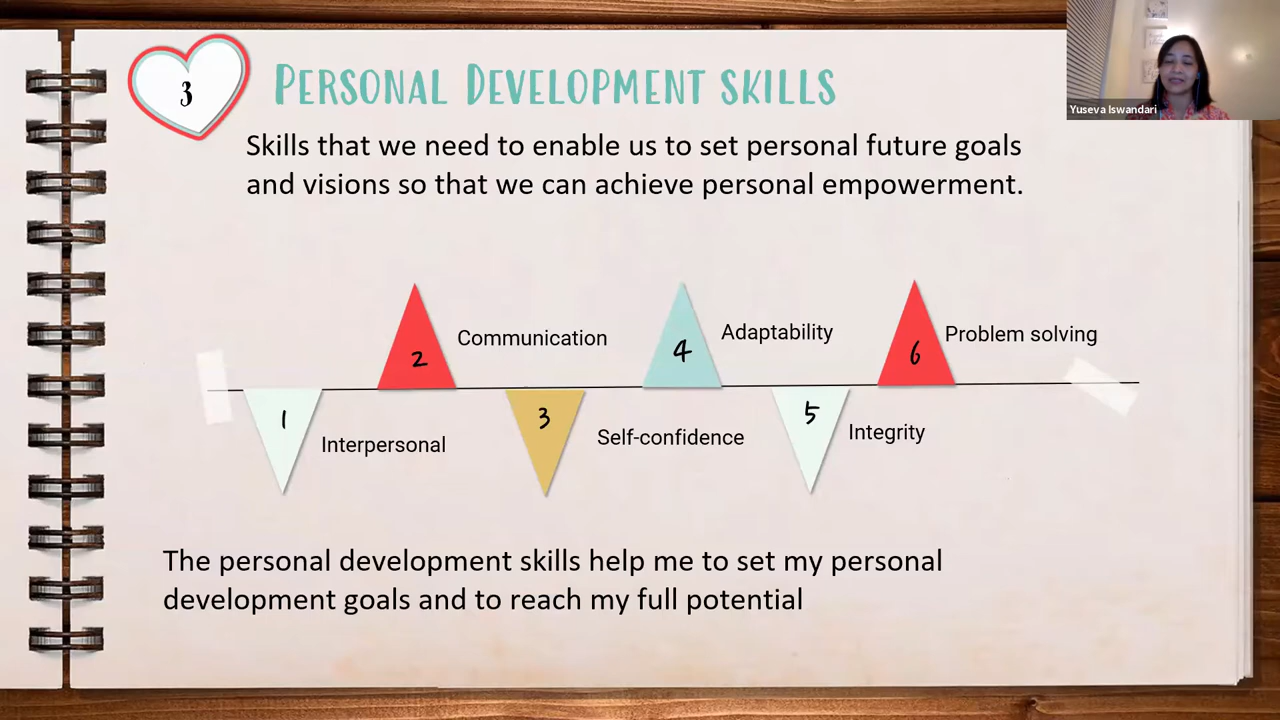 3
PERSONAL DEVELOPMENT SKILLS
Yuseva Iswandari
Skills that we need to enable us to set personal future goals
and visions so that we can achieve personal empowerment.
1
Interpersonal
2
Communication
3
Self-confidence
4
Adaptability
5
Integrity
6
Problem solving
The personal development skills help me to set my personal
development goals and to reach my full potential